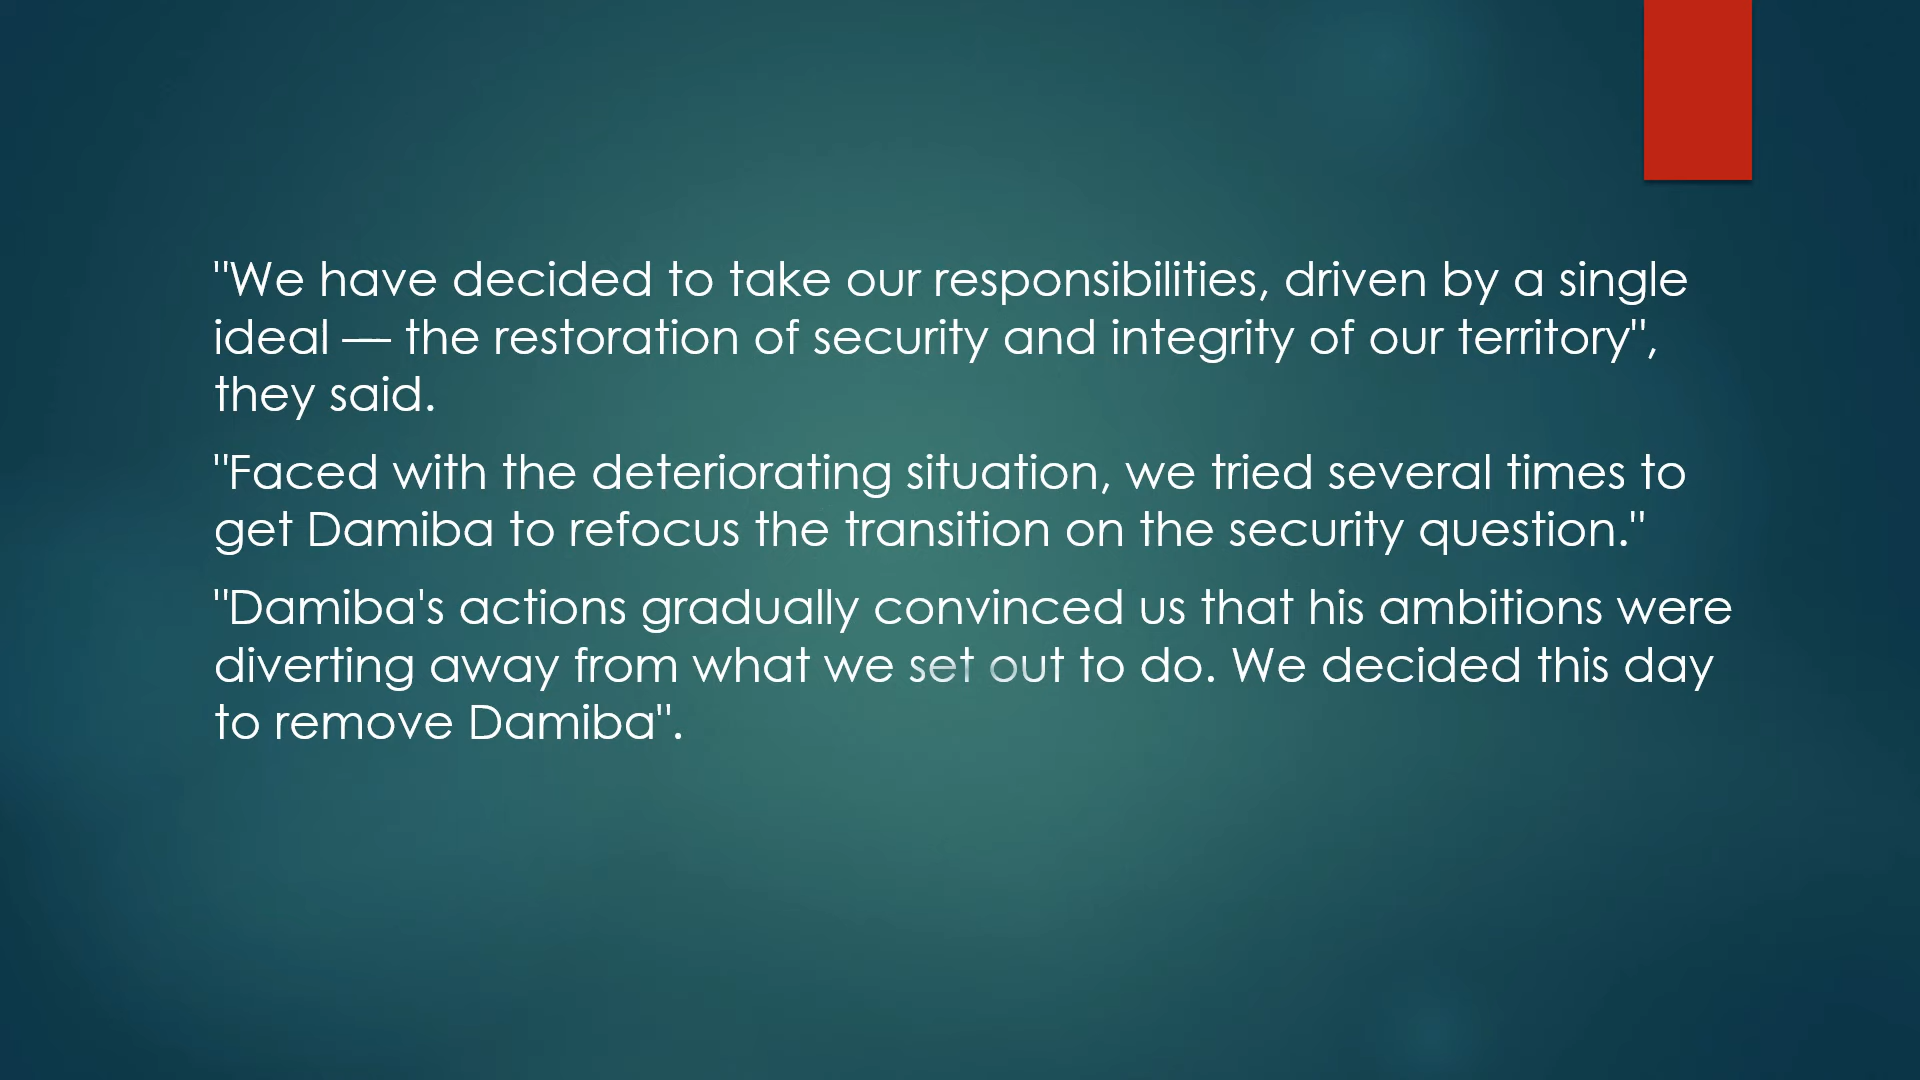 "We have decided to take our responsibilities, driven by a single
ideal — the restoration of security and integrity of our territory",
they said.
"Faced with the deteriorating situation, we tried several times to
get Damiba to refocus the transition on the security question."
"Damiba's actions gradually convinced us that his ambitions were
diverting away from what we set out to do. We decided this day
to remove Damiba".